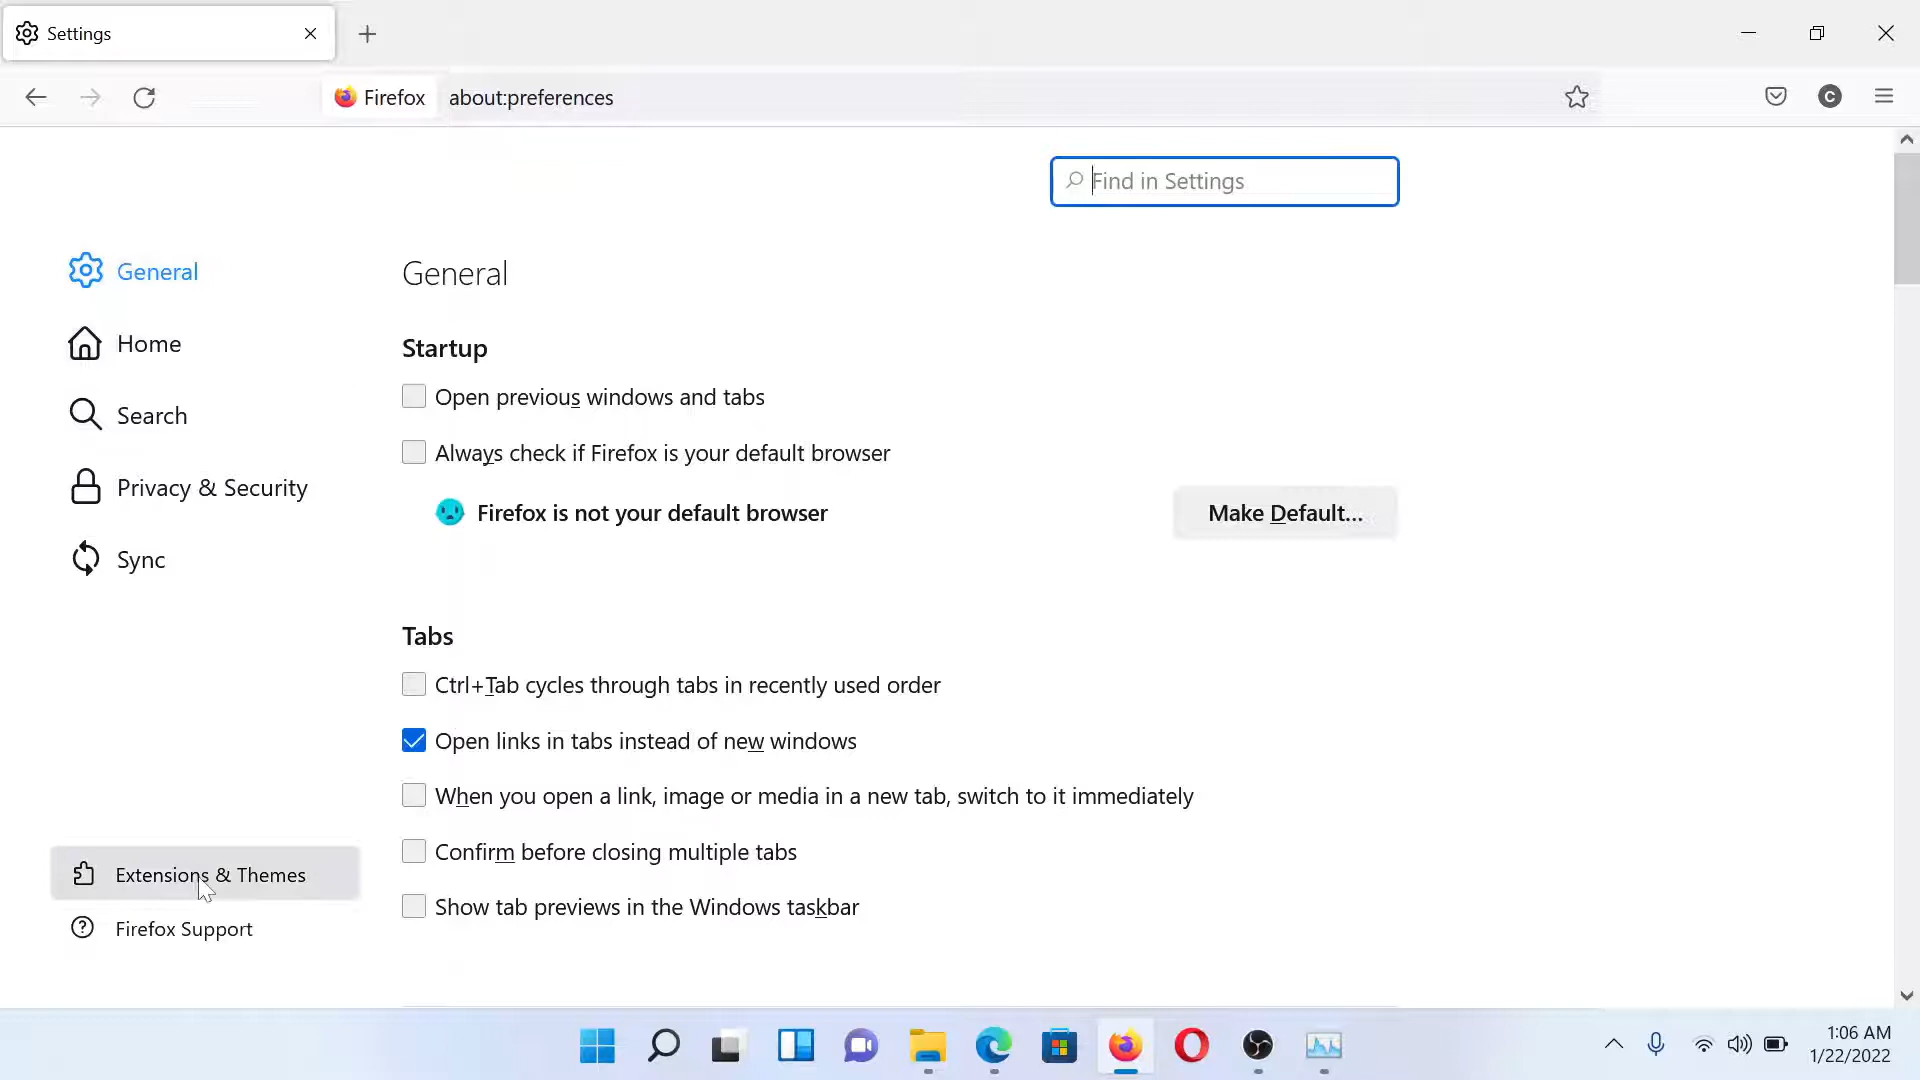 Settings
Firefox about:preferences
C
Find in Settings
General
Home
Search
Privacy & Security
Sync
Extensions & Themes
Firefox Support
General
Startup
Open previous windows and tabs
Always check if Firefox is your default browser
Firefox is not your default browser
Make Default...
Tabs
Ctrl+Tab cycles through tabs in recently used order
Open links in tabs instead of new windows
When you open a link, image or media in a new tab, switch to it immediately
Confirm before closing multiple tabs
Show tab previews in the Windows taskbar
1:06 AM
1/22/2022